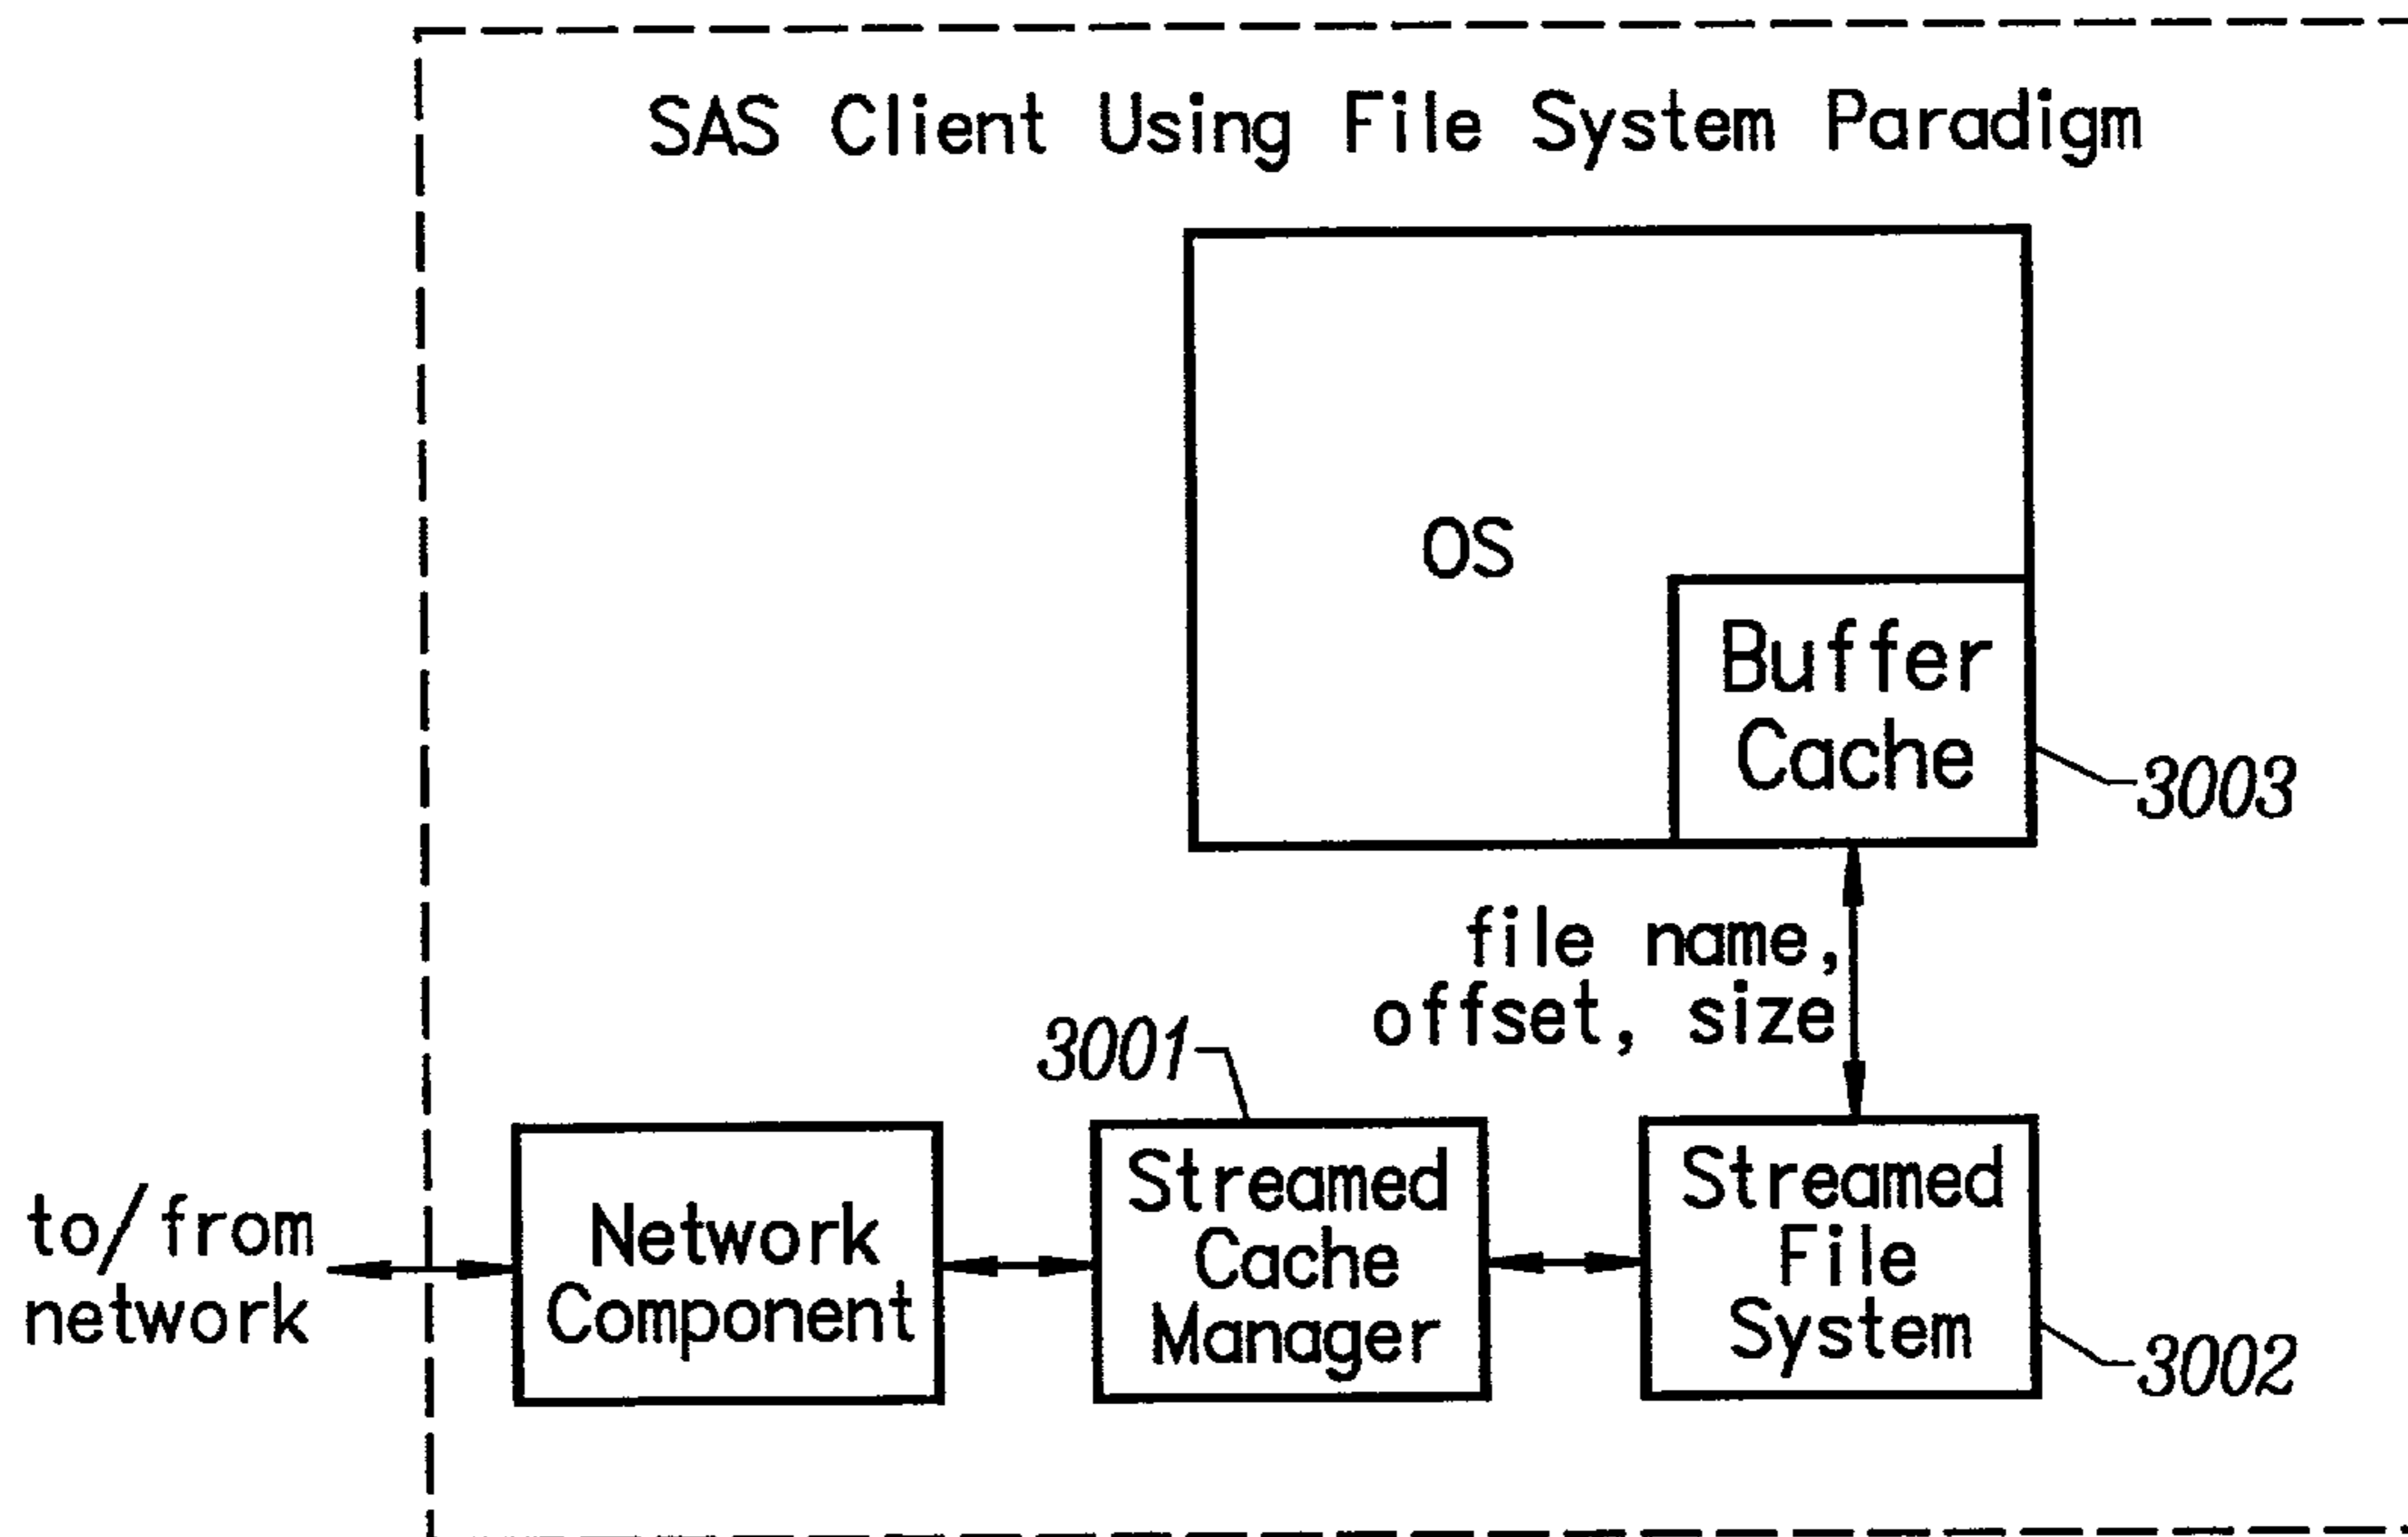 SAS Client Using File System Paradigm
OS
Buffer
Cache
3003
file name,
offset, size
3001
to/from
network
Network
Component
Streamed
Cache
Manager
Streamed
File
System
3002